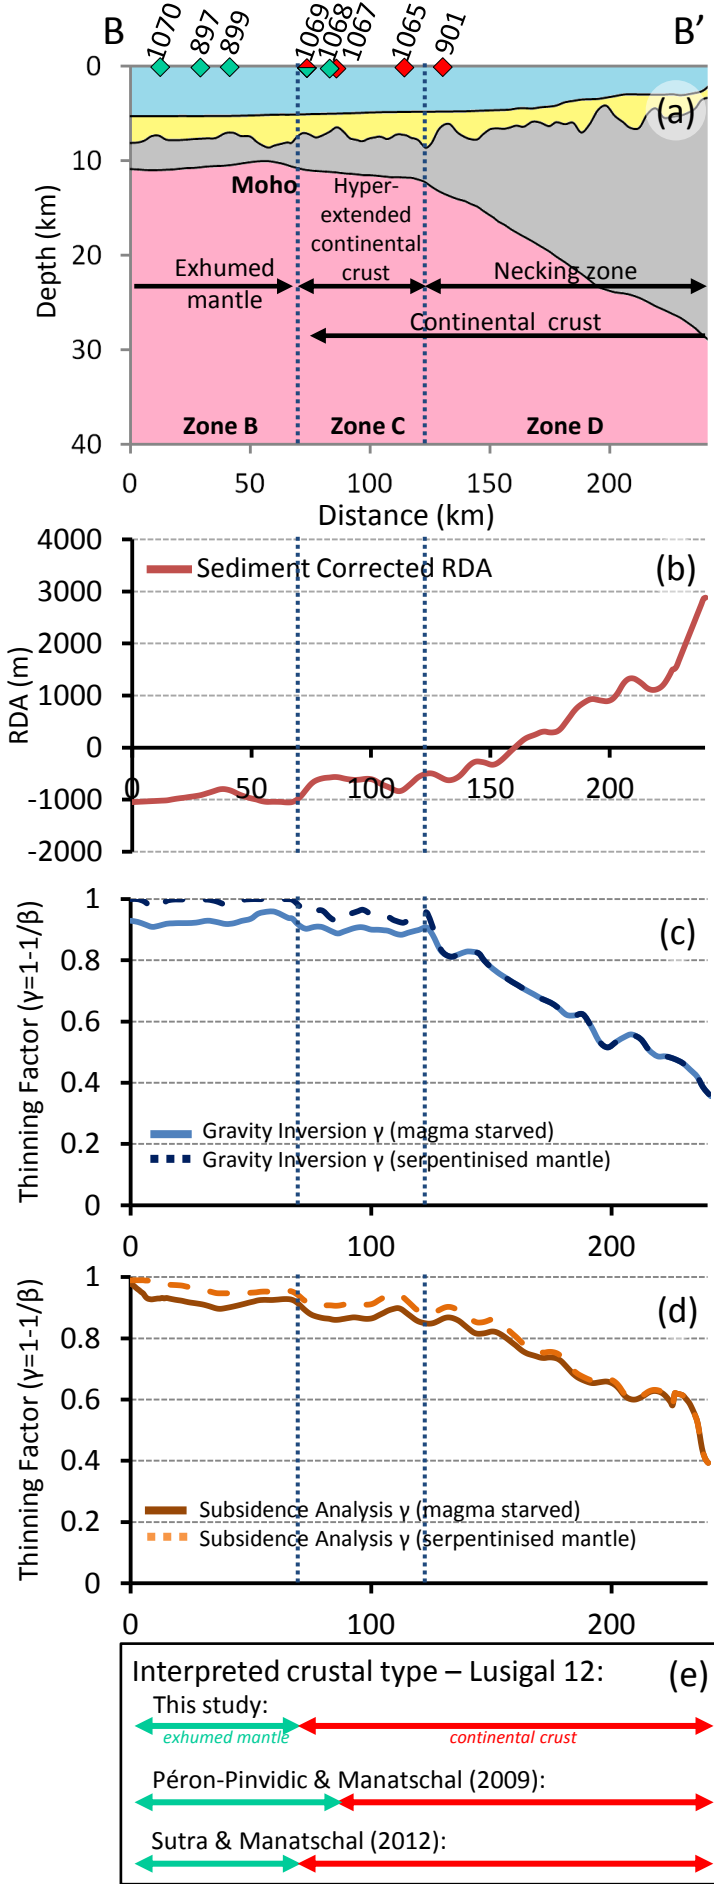 B
1070
897
899
1069
1068
1067
1065
901
B’
0
10
20
30
40
Depth (km)
(a)
Moho
Hyper-
extended
continental
crust
Exhumed
mantle
Necking zone
Continental crust
Zone B
Zone C
Zone D
0
50
100
150
200
Distance (km)
4000
3000
2000
1000
0
-1000
-2000
RDA (m)
Sediment Corrected RDA
(b)
0
50
100
150
200
1
0.8
0.6
0.4
0.2
0
Thinning Factor (γ=1-1/β)
(c)
Gravity Inversion γ (magma starved)
Gravity Inversion γ (serpentinised mantle)
0
100
200
1
0.8
0.6
0.4
0.2
0
Thinning Factor (γ=1-1/β)
(d)
Subsidence Analysis γ (magma starved)
Subsidence Analysis γ (serpentinised mantle)
0
100
200
Interpreted crustal type – Lusigal 12:
(e)
This study:
exhumed mantle
continental crust
Péron-Pinvidic & Manatschal (2009):
Sutra & Manatschal (2012):